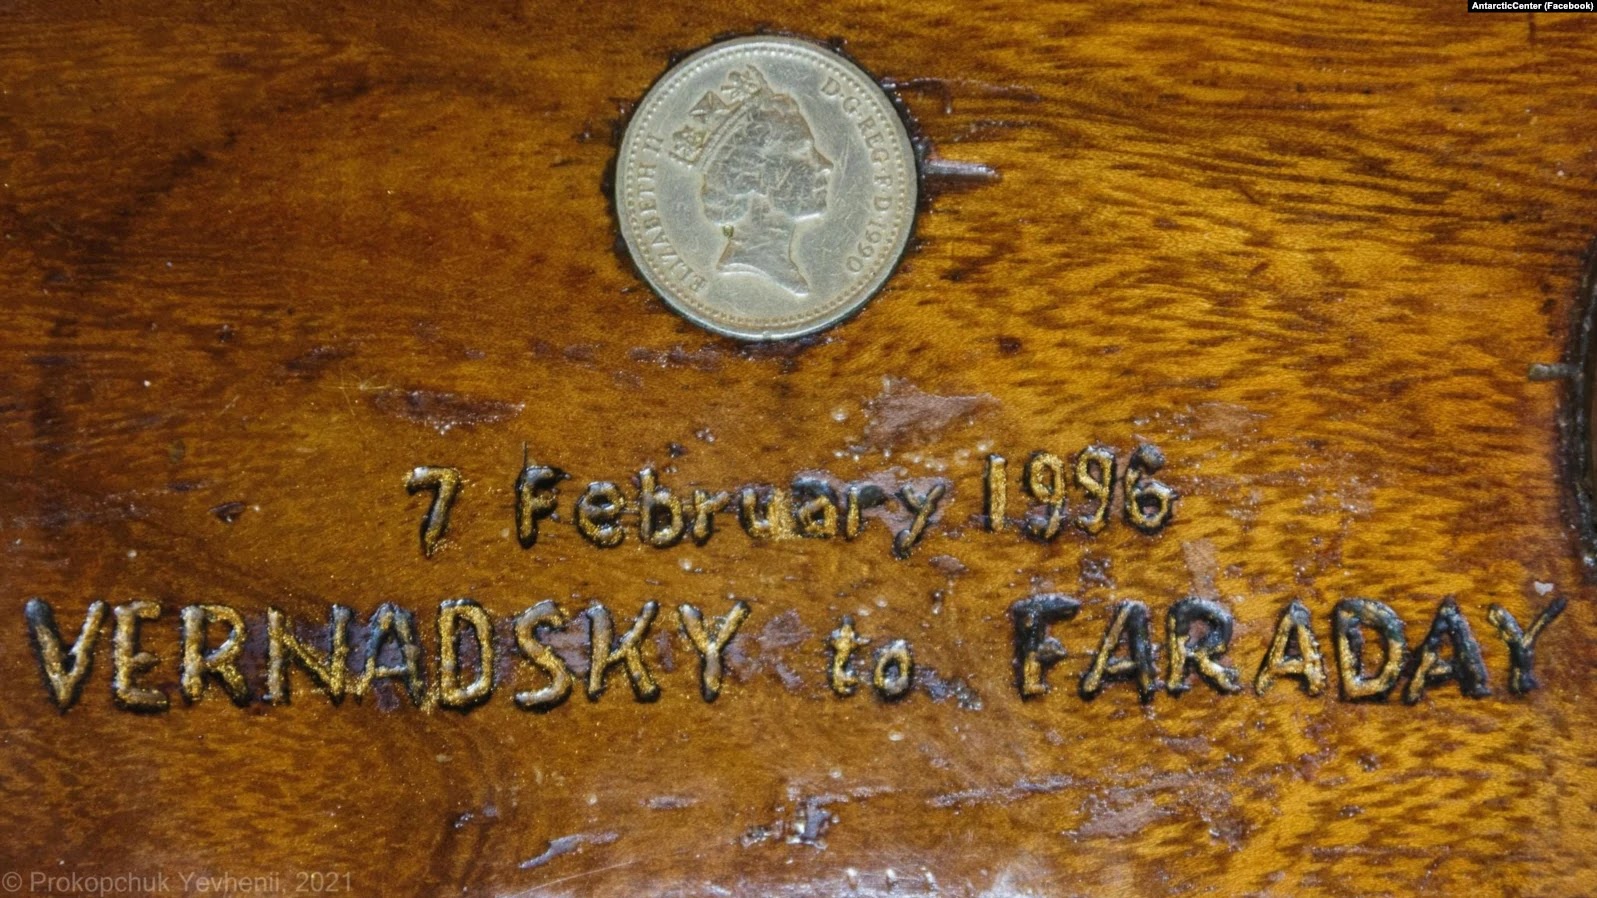 AntarcticCenter (Facebook)
ELIZABETH II D·G·REG·F·D·1990
7 February 1996
VERNADSKY to FARADAY
© Prokopchuk Yevhenii, 2021